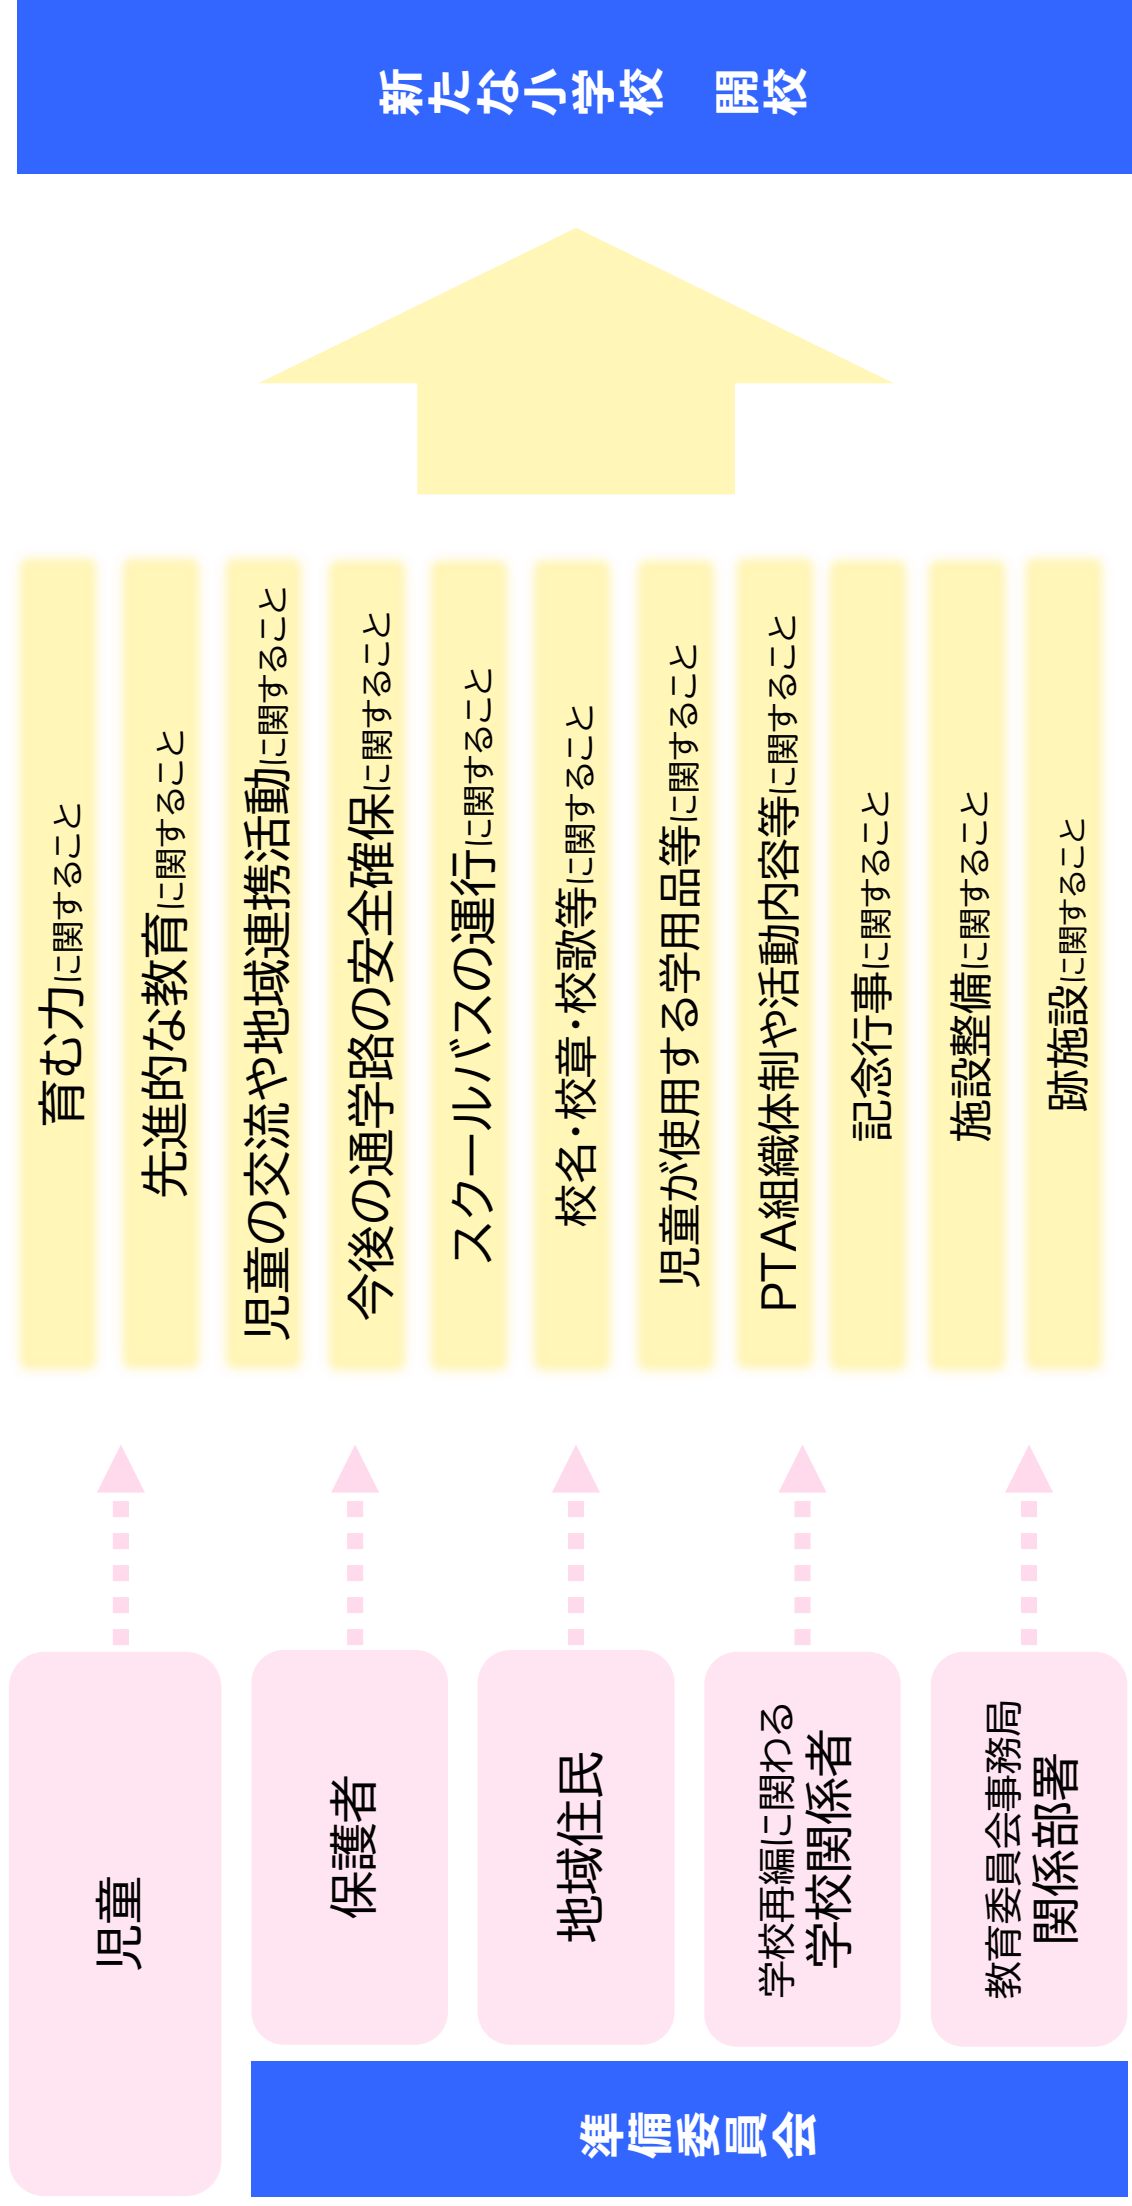 準備委員会
児童
保護者
地域住民
学校再編に関わる
学校関係者
教育委員会事務局
関係部署
育む力に関すること
先進的な教育に関すること
児童の交流や地域連携活動に関すること
今後の通学路の安全確保に関すること
スクールバスの運行に関すること
校名・校章・校歌等に関すること
児童が使用する学用品等に関すること
PTA組織体制や活動内容等に関すること
記念行事に関すること
施設整備に関すること
跡施設に関すること
新たな小学校　開校